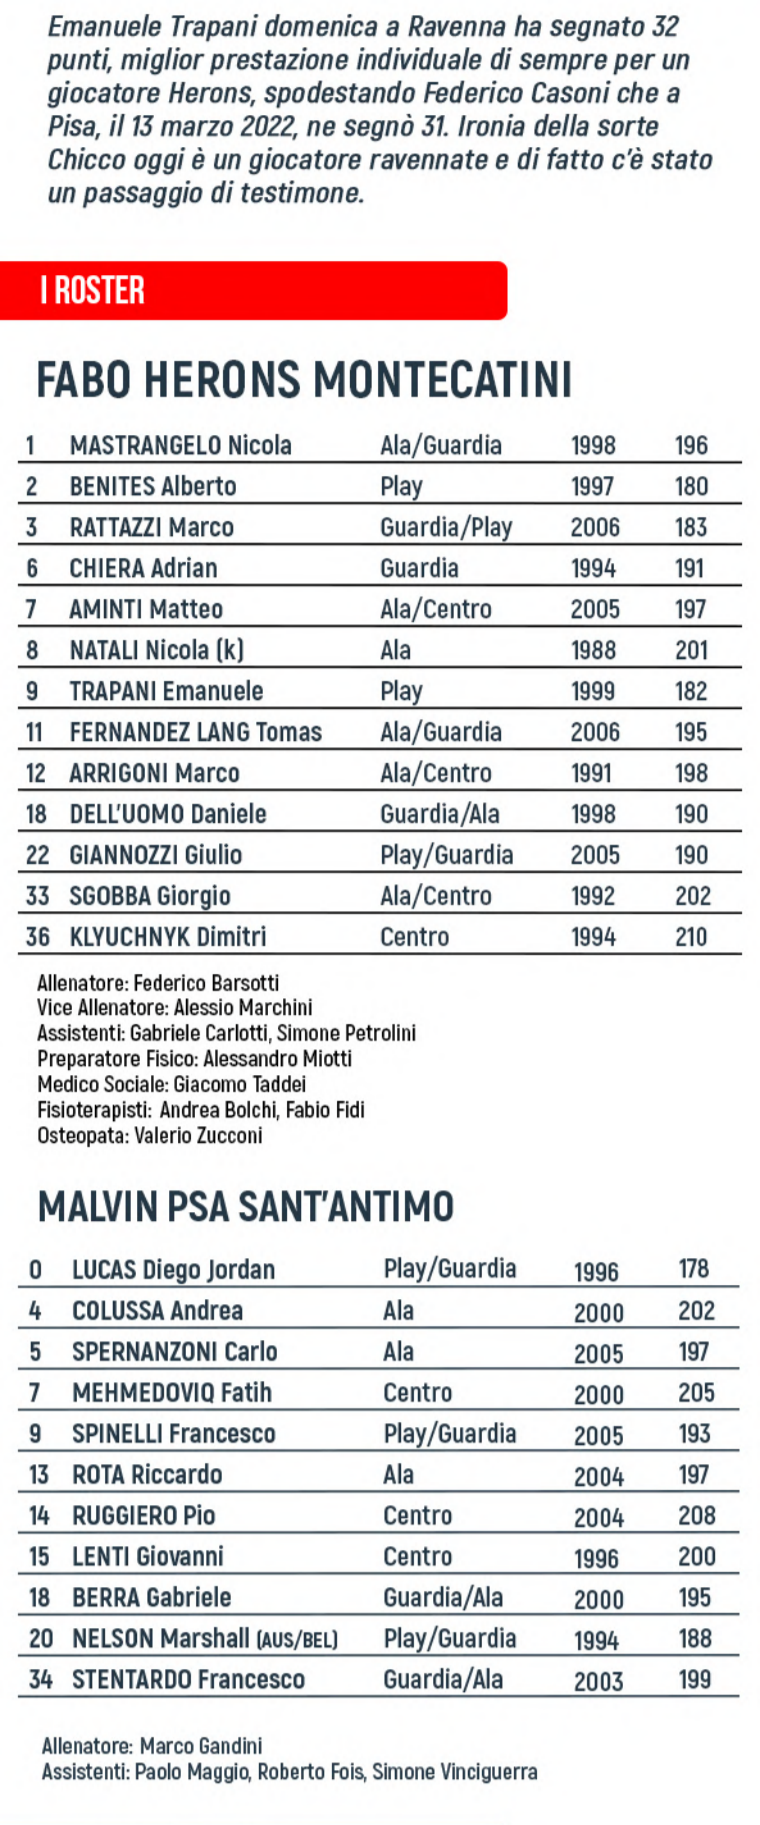 Emanuele Trapani domenica a Ravenna ha segnato 32
punti, miglior prestazione individuale di sempre per un
giocatore Herons, spodestando Federico Casoni che a
Pisa, il 13 marzo 2022, ne segnò 31. Ironia della sorte
Chicco oggi è un giocatore ravennate e di fatto c'è stato
un passaggio di testimone.
I ROSTER
FABO HERONS MONTECATINI
1 MASTRANGELO Nicola Ala/Guardia 1998 196
2 BENITES Alberto Play 1997 180
3 RATTAZZI Marco Guardia/Play 2006 183
6 CHIERA Adrian Guardia 1994 191
7 AMINTI Matteo Ala/Centro 2005 197
8 NATALI Nicola (k) Ala 1988 201
9 TRAPANI Emanuele Play 1999 182
11 FERNANDEZ LANG Tomas Ala/Guardia 2006 195
12 ARRIGONI Marco Ala/Centro 1991 198
18 DELL'UOMO Daniele Guardia/Ala 1998 190
22 GIANNOZZI Giulio Play/Guardia 2005 190
33 SGOBBA Giorgio Ala/Centro 1992 202
36 KLYUCHNYK Dimitri Centro 1994 210
Allenatore: Federico Barsotti
Vice Allenatore: Alessio Marchini
Assistenti: Gabriele Carlotti, Simone Petrolini
Preparatore Fisico: Alessandro Miotti
Medico Sociale: Giacomo Taddei
Fisioterapisti: Andrea Bolchi, Fabio Fidi
Osteopata: Valerio Zucconi
MALVIN PSA SANT'ANTIMO
0 LUCAS Diego Jordan Play/Guardia 1996 178
4 COLUSSA Andrea Ala 2000 202
5 SPERNANZONI Carlo Ala 2005 197
7 MEHMEDOVIQ Fatih Centro 2000 205
9 SPINELLI Francesco Play/Guardia 2005 193
13 ROTA Riccardo Ala 2004 197
14 RUGGIERO Pio Centro 2004 208
15 LENTI Giovanni Centro 1996 200
18 BERRA Gabriele Guardia/Ala 2000 195
20 NELSON Marshall (AUS/BEL) Play/Guardia 1994 188
34 STENTARDO Francesco Guardia/Ala 2003 199
Allenatore: Marco Gandini
Assistenti: Paolo Maggio, Roberto Fois, Simone Vinciguerra